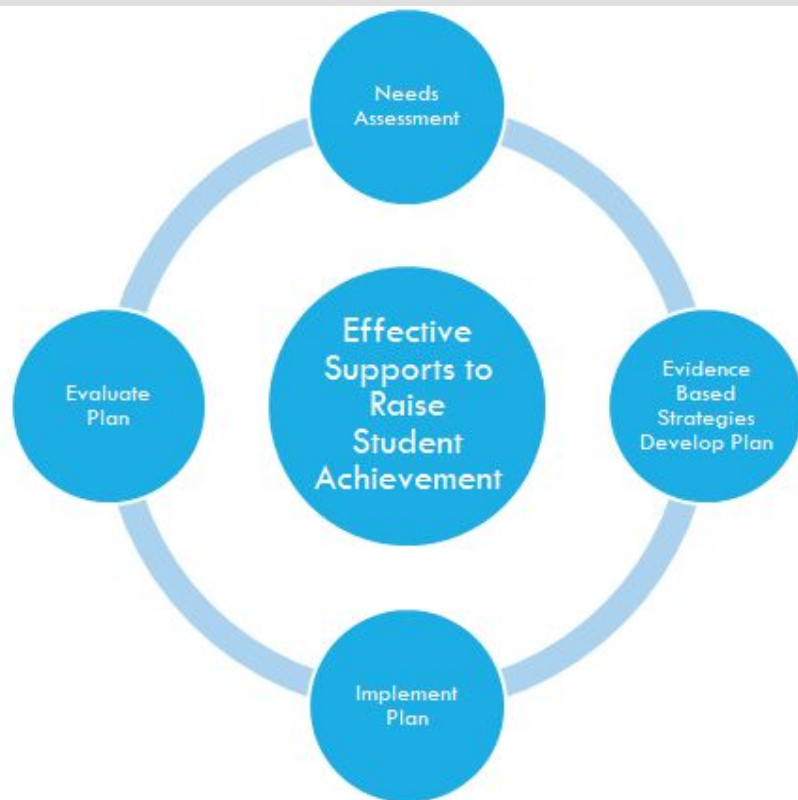 Needs
Assessment
Effective
Supports to
Raise
Student
Achievement
Evidence
Based
Strategies
Develop Plan
Evaluate
Plan
Implement
Plan